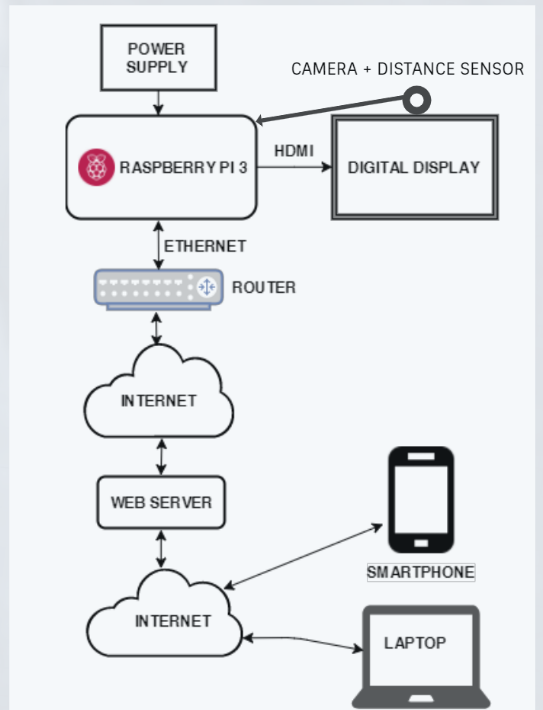 POWER
SUPPLY
CAMERA + DISTANCE SENSOR
RASPBERRY PI 3
HDMI
DIGITAL DISPLAY
ETHERNET
ROUTER
INTERNET
WEB SERVER
SMARTPHONE
INTERNET
LAPTOP